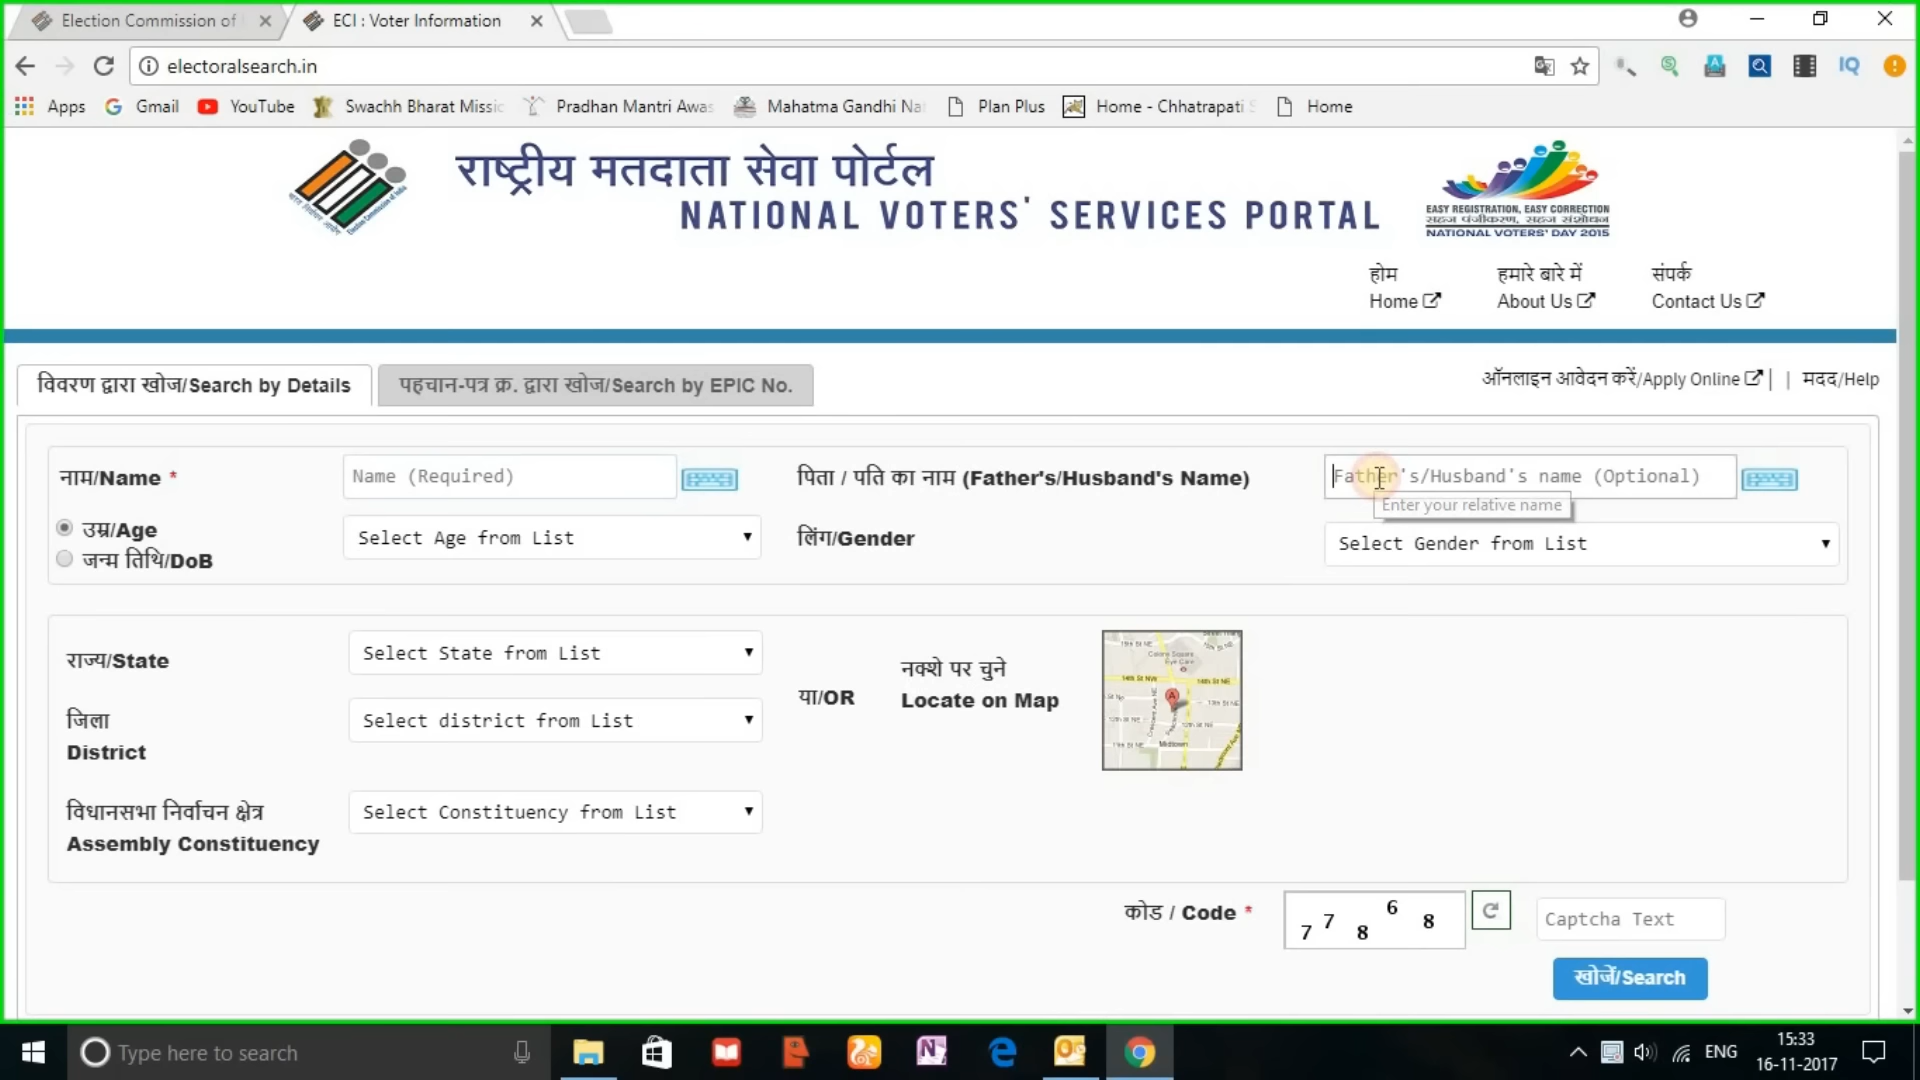 Election Commission of
ECI : Voter Information
electoralsearch.in
Apps
Gmail
YouTube
Swachh Bharat Missic
Pradhan Mantri Awas
Mahatma Gandhi Na
Plan Plus
Home - Chhatrapati S
Home
राष्ट्रीय मतदाता सेवा पोर्टल
NATIONAL VOTERS' SERVICES PORTAL
EASY REGISTRATION, EASY CORRECTION
सहज पंजीकरण, सहज संशोधन
NATIONAL VOTERS' DAY 2015
होम
Home
हमारे बारे में
About Us
संपर्क
Contact Us
विवरण द्वारा खोज/Search by Details
पहचान-पत्र क्र. द्वारा खोज/Search by EPIC No.
ऑनलाइन आवेदन करें/Apply Online | | मदद/Help
नाम/Name *
Name (Required)
पिता / पति का नाम (Father's/Husband's Name)
Father's/Husband's name (Optional)
Enter your relative name
उम्र/Age
जन्म तिथि/DoB
Select Age from List
लिंग/Gender
Select Gender from List
राज्य/State
Select State from List
जिला
District
Select district from List
विधानसभा निर्वाचन क्षेत्र
Assembly Constituency
Select Constituency from List
या/OR
नक्शे पर चुने
Locate on Map
A
Midtown
कोड / Code *
7 7 8 6 8
Captcha Text
खोजें/Search
Type here to search
ENG
15:33
16-11-2017